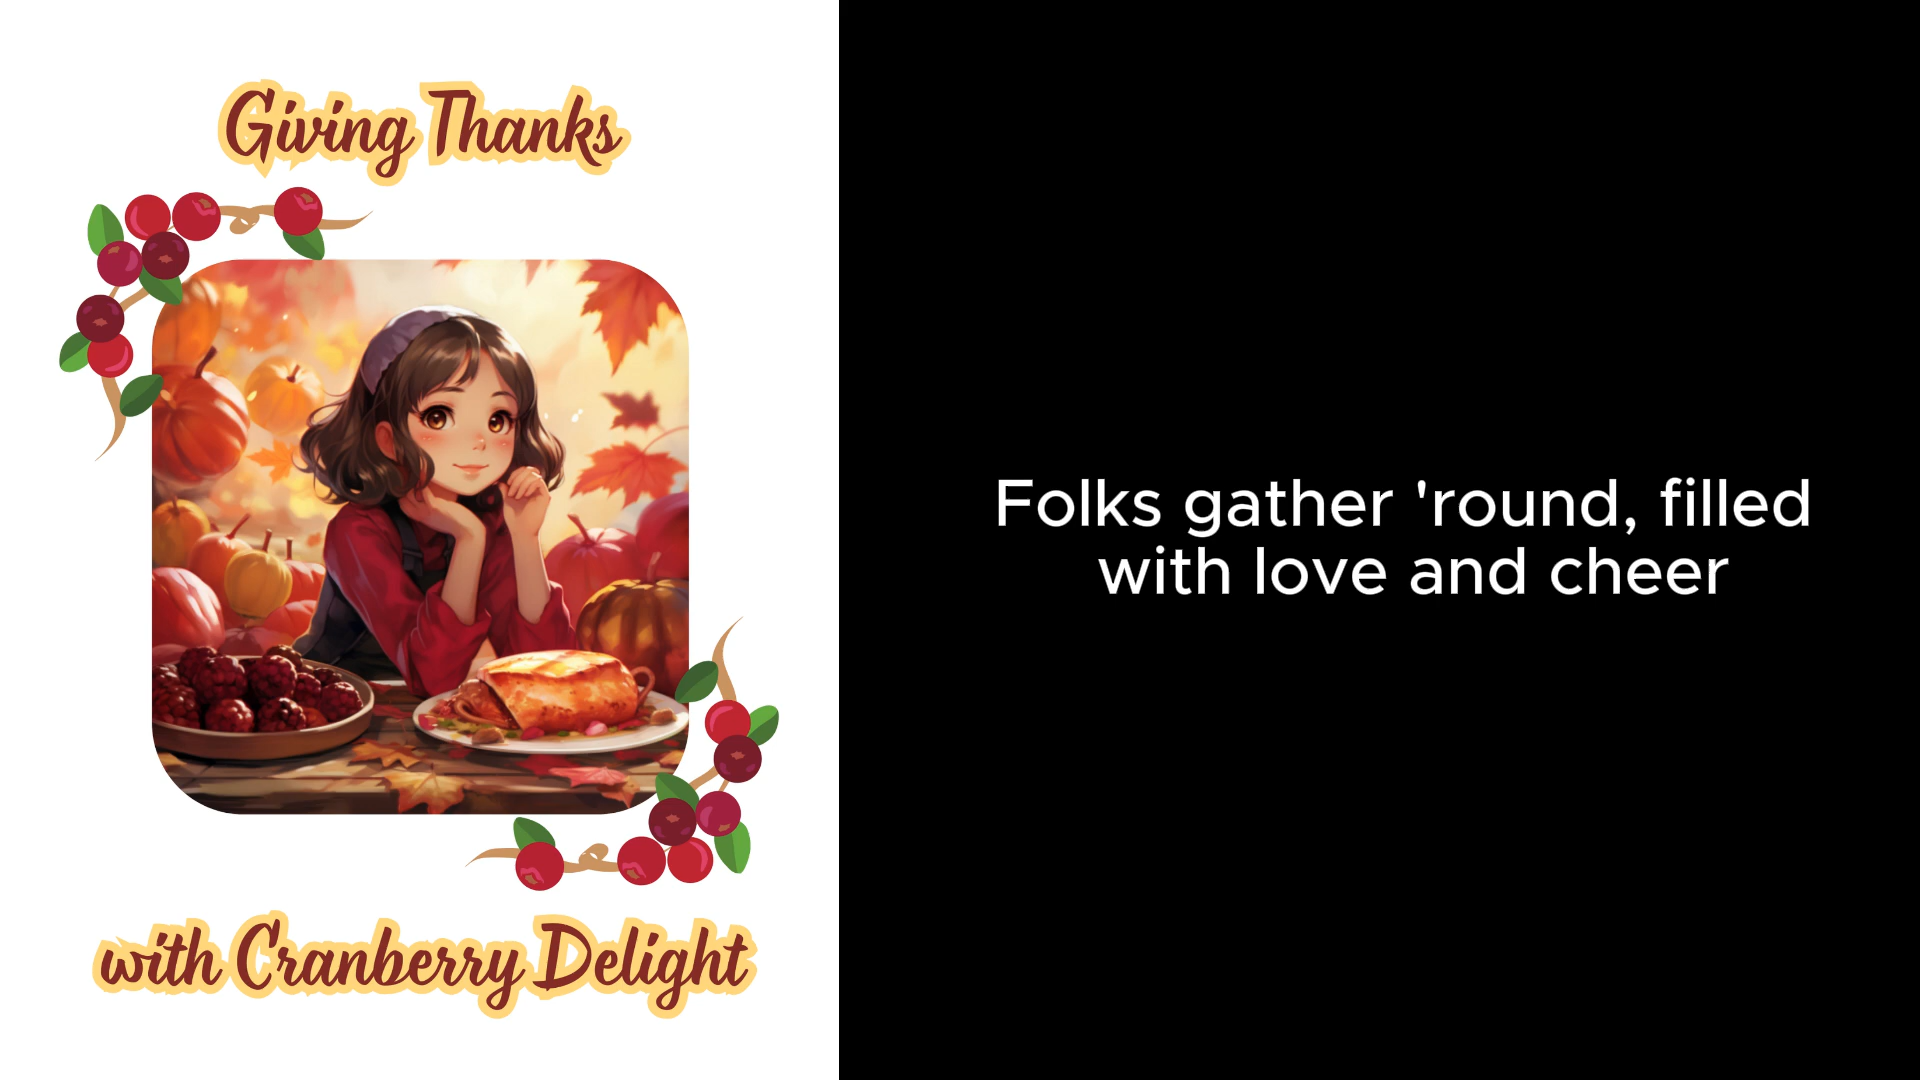 Giving Thanks
with Cranberry Delight
Folks gather 'round, filled
with love and cheer